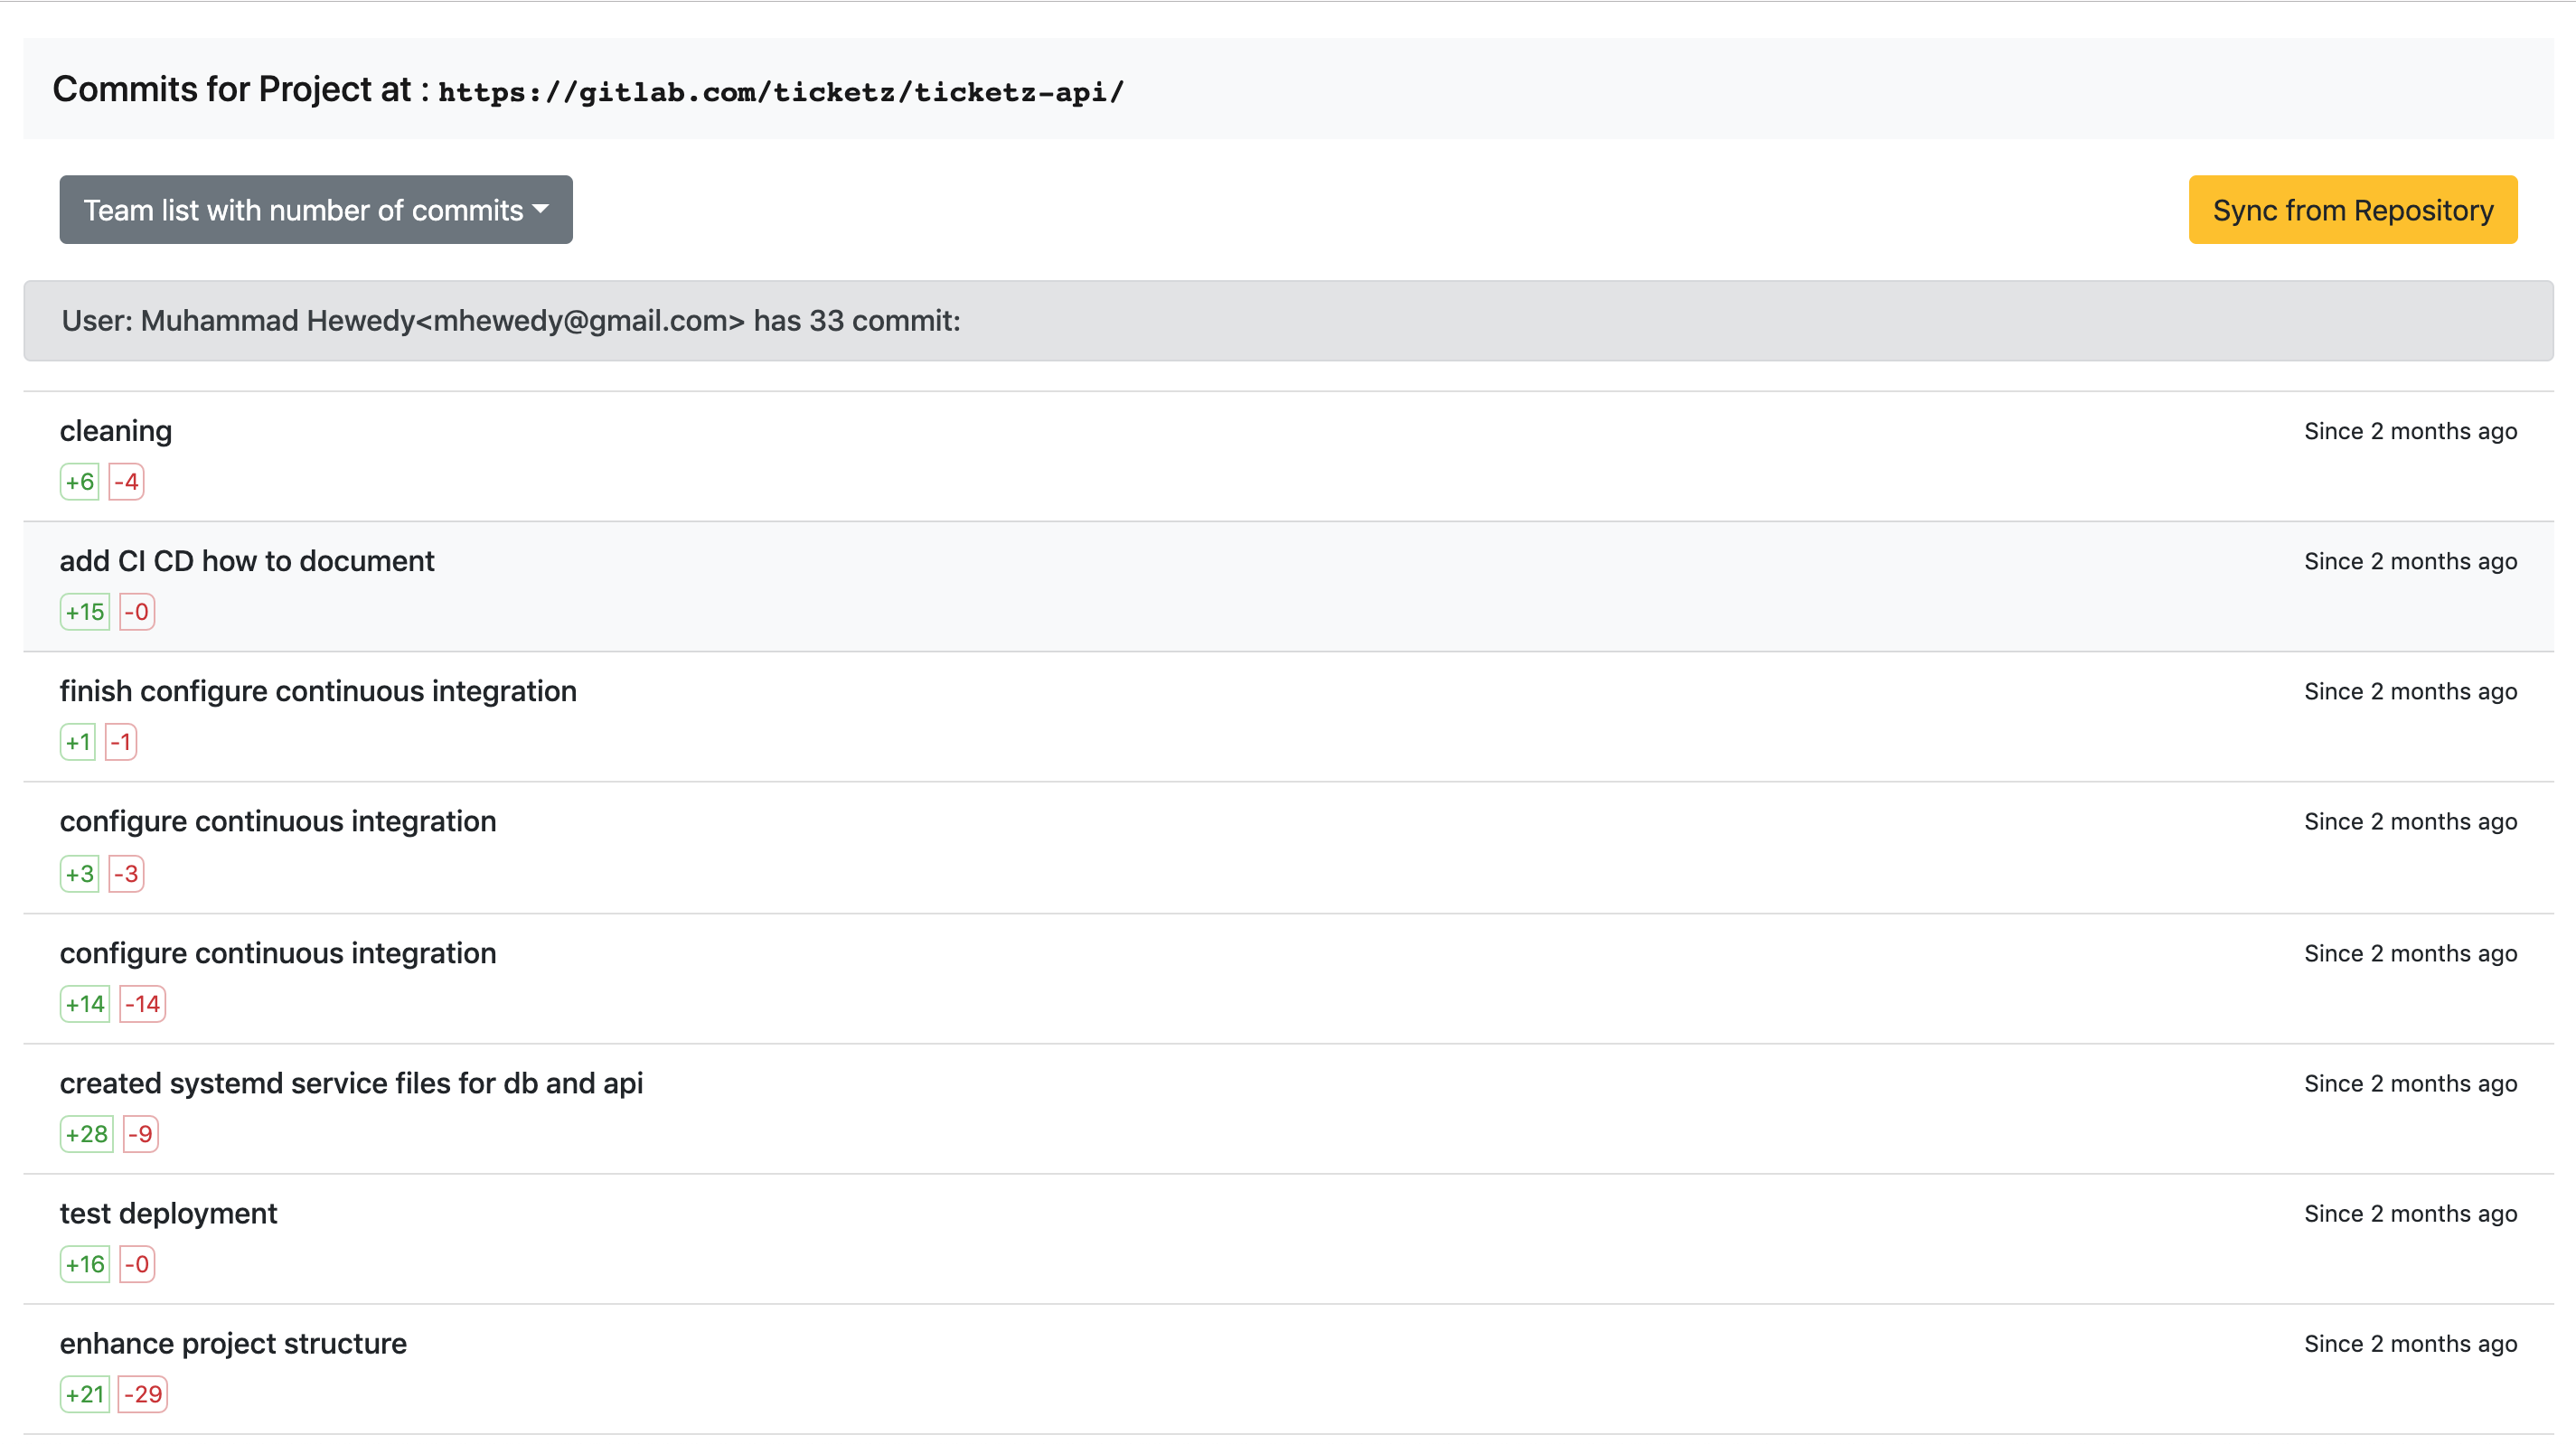 Commits for Project at : https://gitlab.com/ticketz/ticketz-api/
Team list with number of commits
Sync from Repository
User: Muhammad Hewedy<mhewedy@gmail.com> has 33 commit:
cleaning
Since 2 months ago
+6 -4
add CI CD how to document
Since 2 months ago
+15 -0
finish configure continuous integration
Since 2 months ago
+1 -1
configure continuous integration
Since 2 months ago
+3 -3
configure continuous integration
Since 2 months ago
+14 -14
created systemd service files for db and api
Since 2 months ago
+28 -9
test deployment
Since 2 months ago
+16 -0
enhance project structure
Since 2 months ago
+21 -29